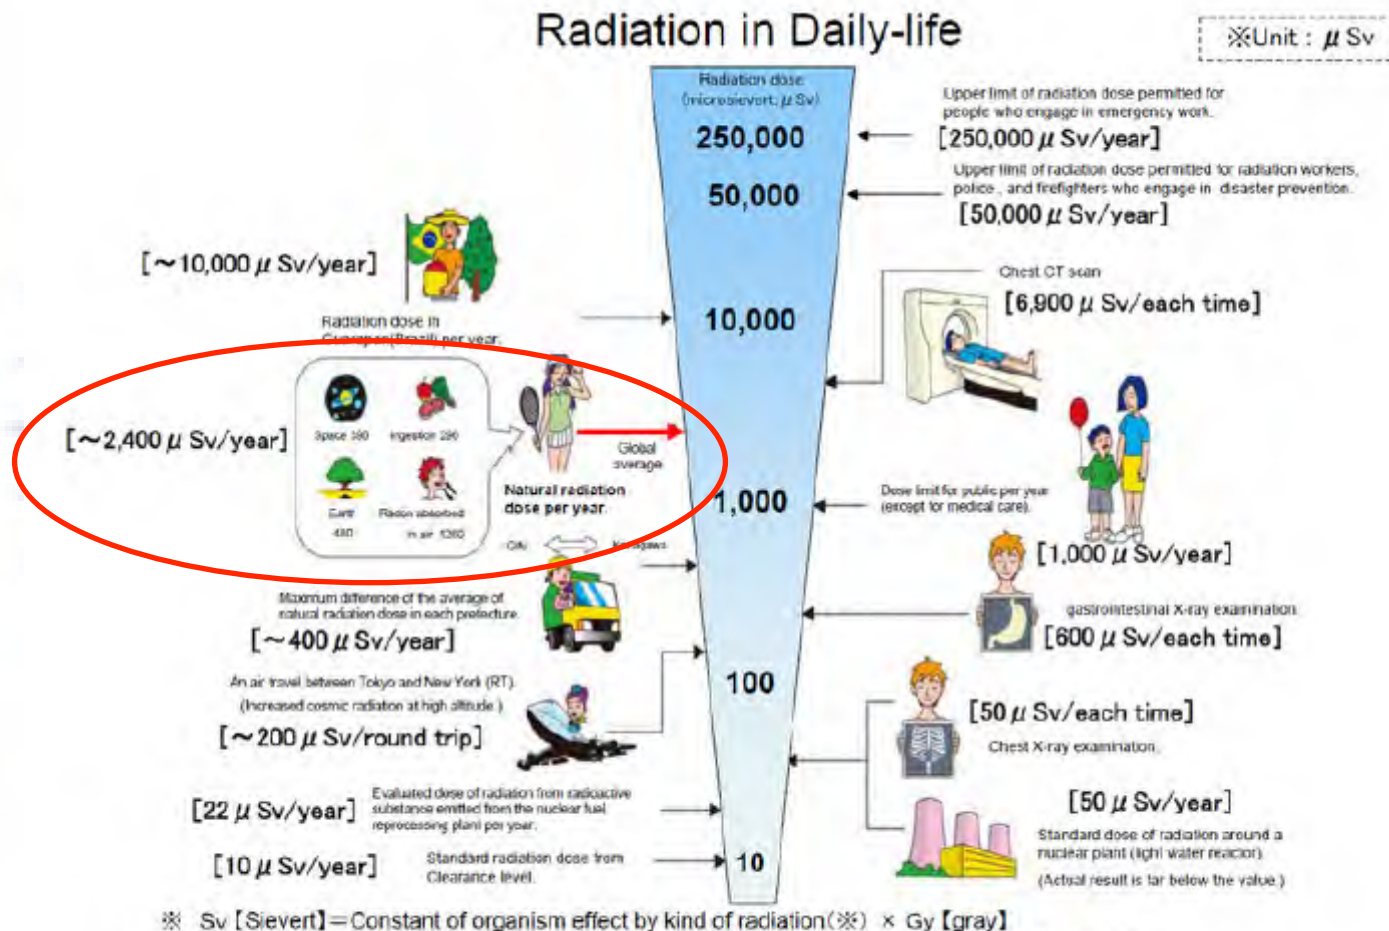 Radiation in Daily-life
※Unit : μ Sv
Radiation dose
(microsievert, μ Sv)
250,000
50,000
10,000
1,000
100
10
Upper limit of radiation dose permitted for
people who engage in emergency work.
[250,000 μ Sv/year]
Upper limit of radiation dose permitted for radiation workers,
police, and firefighters who engage in disaster prevention.
[50,000 μ Sv/year]
[~10,000 μ Sv/year]
Radiation dose in
(Brazil) per year.
Chest CT scan
[6,900 μ Sv/each time]
[~2,400 μ Sv/year]
Space
Ingestion 290
Earth
480
Radon absorbed
in air
Global
average
Natural radiation
dose per year.
Dose limit for public per year
(except for medical care).
[1,000 μ Sv/year]
Maximum difference of the average of
natural radiation dose in each prefecture.
[~400 μ Sv/year]
gastrointestinal X-ray examination
[600 μ Sv/each time]
An air travel between Tokyo and New York (RT).
(Increased cosmic radiation at high altitude.)
[~200 μ Sv/round trip]
[50 μ Sv/each time]
Chest X-ray examination.
[22 μ Sv/year]
Evaluated dose of radiation from radioactive
substance emitted from the nuclear fuel
reprocessing plant per year.
[50 μ Sv/year]
Standard dose of radiation around a
nuclear plant (light water reactor).
(Actual result is far below the value.)
[10 μ Sv/year]
Standard radiation dose from
Clearance level.
※ Sv【Sievert】=Constant of organism effect by kind of radiation(※) × Gy【gray】